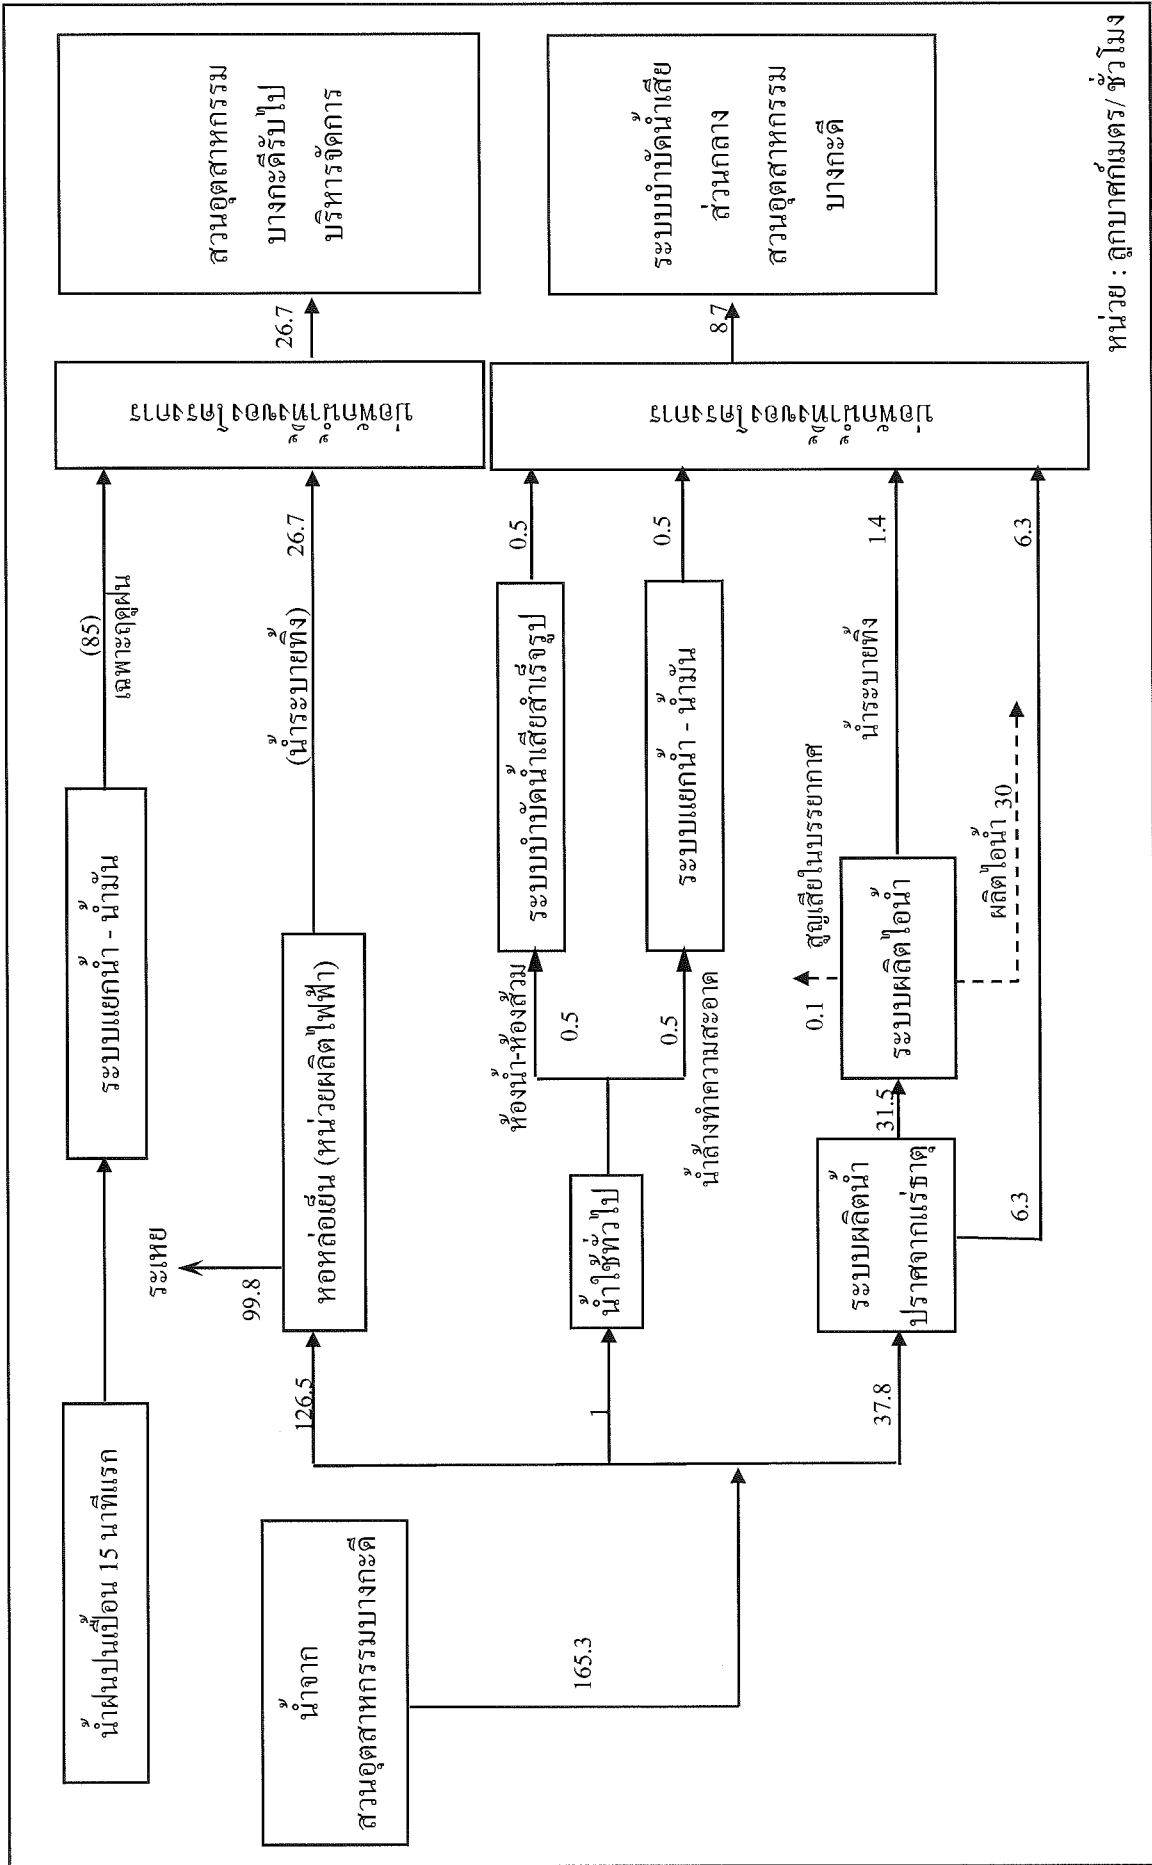 น้ำฝนปนเปื้อน 15 นาทีแรก
ระบบแยกน้ำ - น้ำมัน
(85)
เฉพาะฤดูฝน
บ่อพักน้ำทิ้งของโครงการ
26.7
สวนอุตสาหกรรม
บางกะดีรับไป
บริหารจัดการ
น้ำจาก
สวนอุตสาหกรรมบางกะดี
165.3
126.5
ระเหย
99.8
หอหล่อเย็น (หน่วยผลิตไฟฟ้า)
(น้ำระบายทิ้ง)
26.7
1
น้ำใช้ทั่วไป
ห้องน้ำ-ห้องส้วม
0.5
ระบบบำบัดน้ำเสียสำเร็จรูป
0.5
0.5
น้ำล้างทำความสะอาด
ระบบแยกน้ำ - น้ำมัน
0.5
บ่อพักน้ำทิ้งของโครงการ
8.7
ระบบบำบัดน้ำเสีย
ส่วนกลาง
สวนอุตสาหกรรม
บางกะดี
37.8
ระบบผลิตน้ำ
ปราศจากแร่ธาตุ
31.5
0.1
สูญเสียในบรรยากาศ
ระบบผลิตไอน้ำ
น้ำระบายทิ้ง
1.4
ผลิตไอน้ำ 30
6.3
6.3
หน่วย : ลูกบาศก์เมตร/ ชั่วโมง